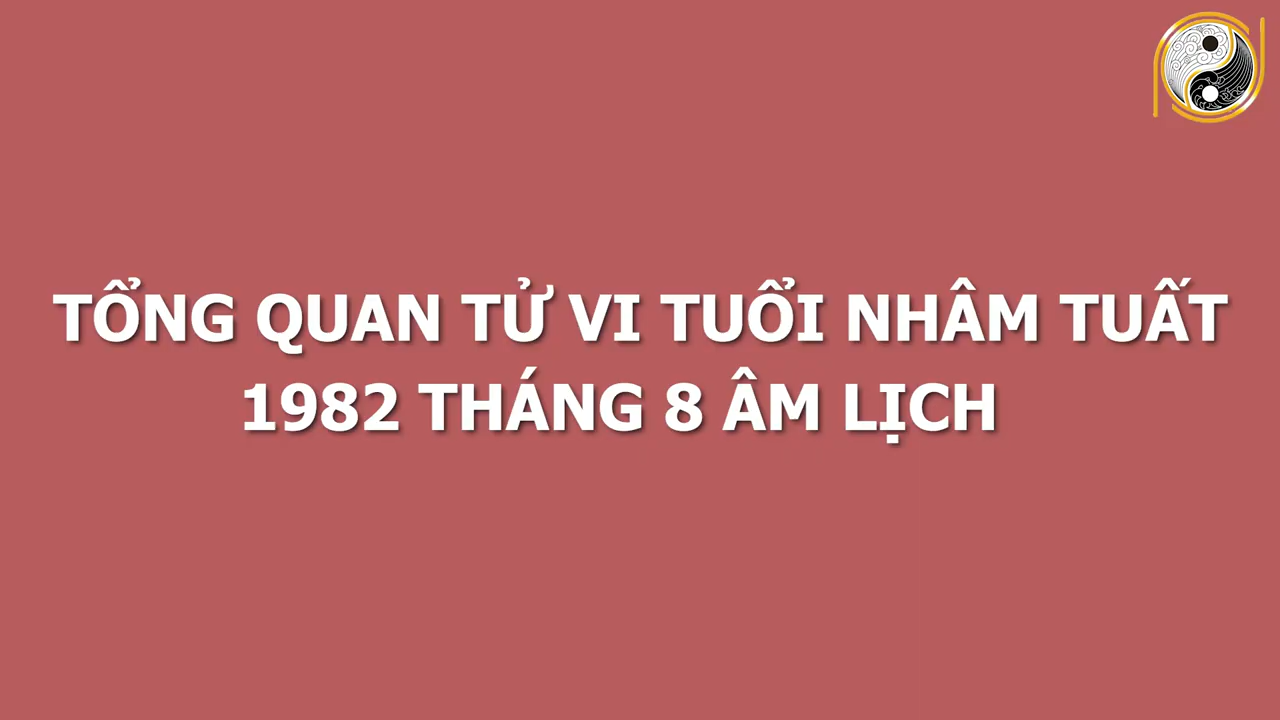 TỔNG QUAN TỬ VI TUỔI NHÂM TUẤT
1982 THÁNG 8 ÂM LỊCH